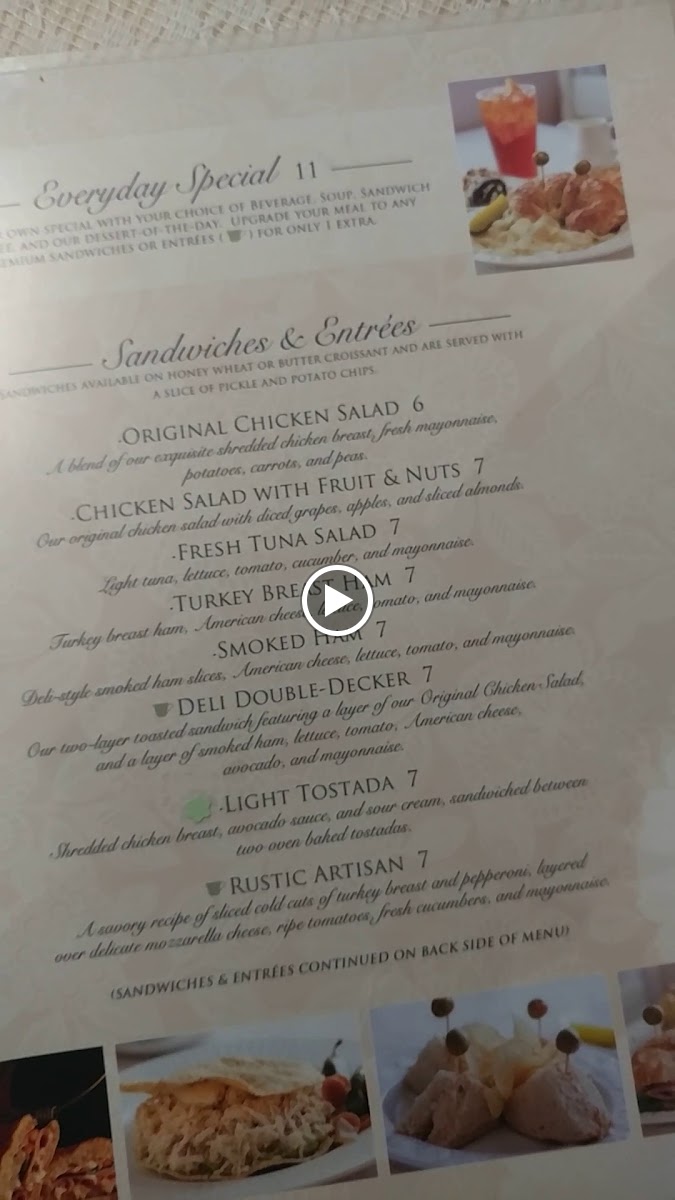 Everyday Special 11
OWN SPECIAL WITH YOUR CHOICE OF BEVERAGE, SOUP, SANDWICH
AND OUR DESSERT-OF-THE-DAY. UPGRADE YOUR MEAL TO ANY
SANDWICHES OR ENTRÉES ( ) FOR ONLY 1 EXTRA.
Sandwiches & Entrées
SANDWICHES AVAILABLE ON HONEY WHEAT OR BUTTER CROISSANT AND ARE SERVED WITH
A SLICE OF PICKLE AND POTATO CHIPS.
·ORIGINAL CHICKEN SALAD 6
A blend of our exquisite shredded chicken breast, fresh mayonnaise,
potatoes, carrots, and peas.
·CHICKEN SALAD WITH FRUIT & NUTS 7
Our original chicken salad with diced grapes, apples, and sliced almonds.
·FRESH TUNA SALAD 7
Light tuna, lettuce, tomato, cucumber, and mayonnaise.
·TURKEY BREAST HAM 7
Turkey breast ham, American cheese, lettuce, tomato, and mayonnaise.
·SMOKED HAM 7
Deli-style smoked ham slices, American cheese, lettuce, tomato, and mayonnaise.
DELI DOUBLE-DECKER 7
Our two-layer toasted sandwich featuring a layer of our Original Chicken Salad,
and a layer of smoked ham, lettuce, tomato, American cheese,
avocado, and mayonnaise.
·LIGHT TOSTADA 7
Shredded chicken breast, avocado sauce, and sour cream, sandwiched between
two oven baked tostadas.
RUSTIC ARTISAN 7
A savory recipe of sliced cold cuts of turkey breast and pepperoni, layered
over delicate mozzarella cheese, ripe tomatoes, fresh cucumbers, and mayonnaise.
(SANDWICHES & ENTRÉES CONTINUED ON BACK SIDE OF MENU)